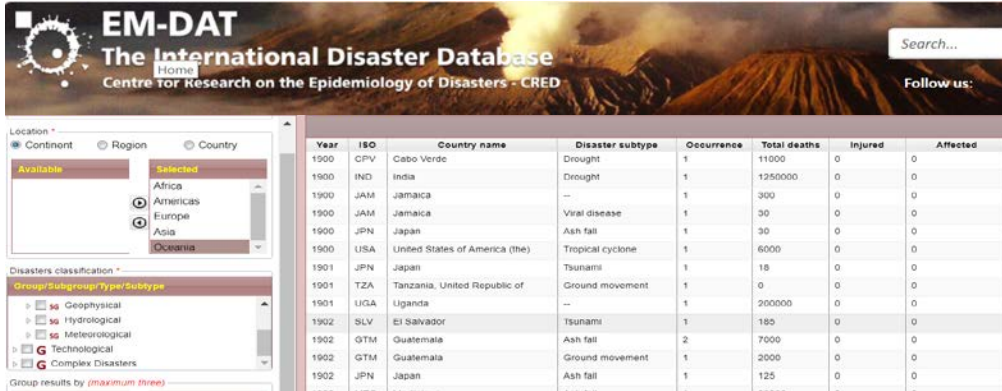 EM-DAT
The International Disaster Database
Home
Centre for Research on the Epidemiology of Disasters - CRED
Search...
Follow us:
Location *
Continent Region Country
Available Selected
Africa
Americas
Europe
Asia
Oceania
Disasters classification *
Group/Subgroup/Type/Subtype
SG Geophysical
SG Hydrological
SG Meteorological
G Technological
G Complex Disasters
Group results by (maximum three)
Year ISO Country name Disaster subtype Occurrence Total deaths Injured Affected
1900 CPV Cabo Verde Drought 1 11000 0 0
1900 IND India Drought 1 1250000 0 0
1900 JAM Jamaica -- 1 300 0 0
1900 JAM Jamaica Viral disease 1 30 0 0
1900 JPN Japan Ash fall 1 30 0 0
1900 USA United States of America (the) Tropical cyclone 1 6000 0 0
1901 JPN Japan Tsunami 1 18 0 0
1901 TZA Tanzania, United Republic of Ground movement 1 0 0 0
1901 UGA Uganda -- 1 200000 0 0
1902 SLV El Salvador Tsunami 1 185 0 0
1902 GTM Guatemala Ash fall 2 7000 0 0
1902 GTM Guatemala Ground movement 1 2000 0 0
1902 JPN Japan Ash fall 1 125 0 0